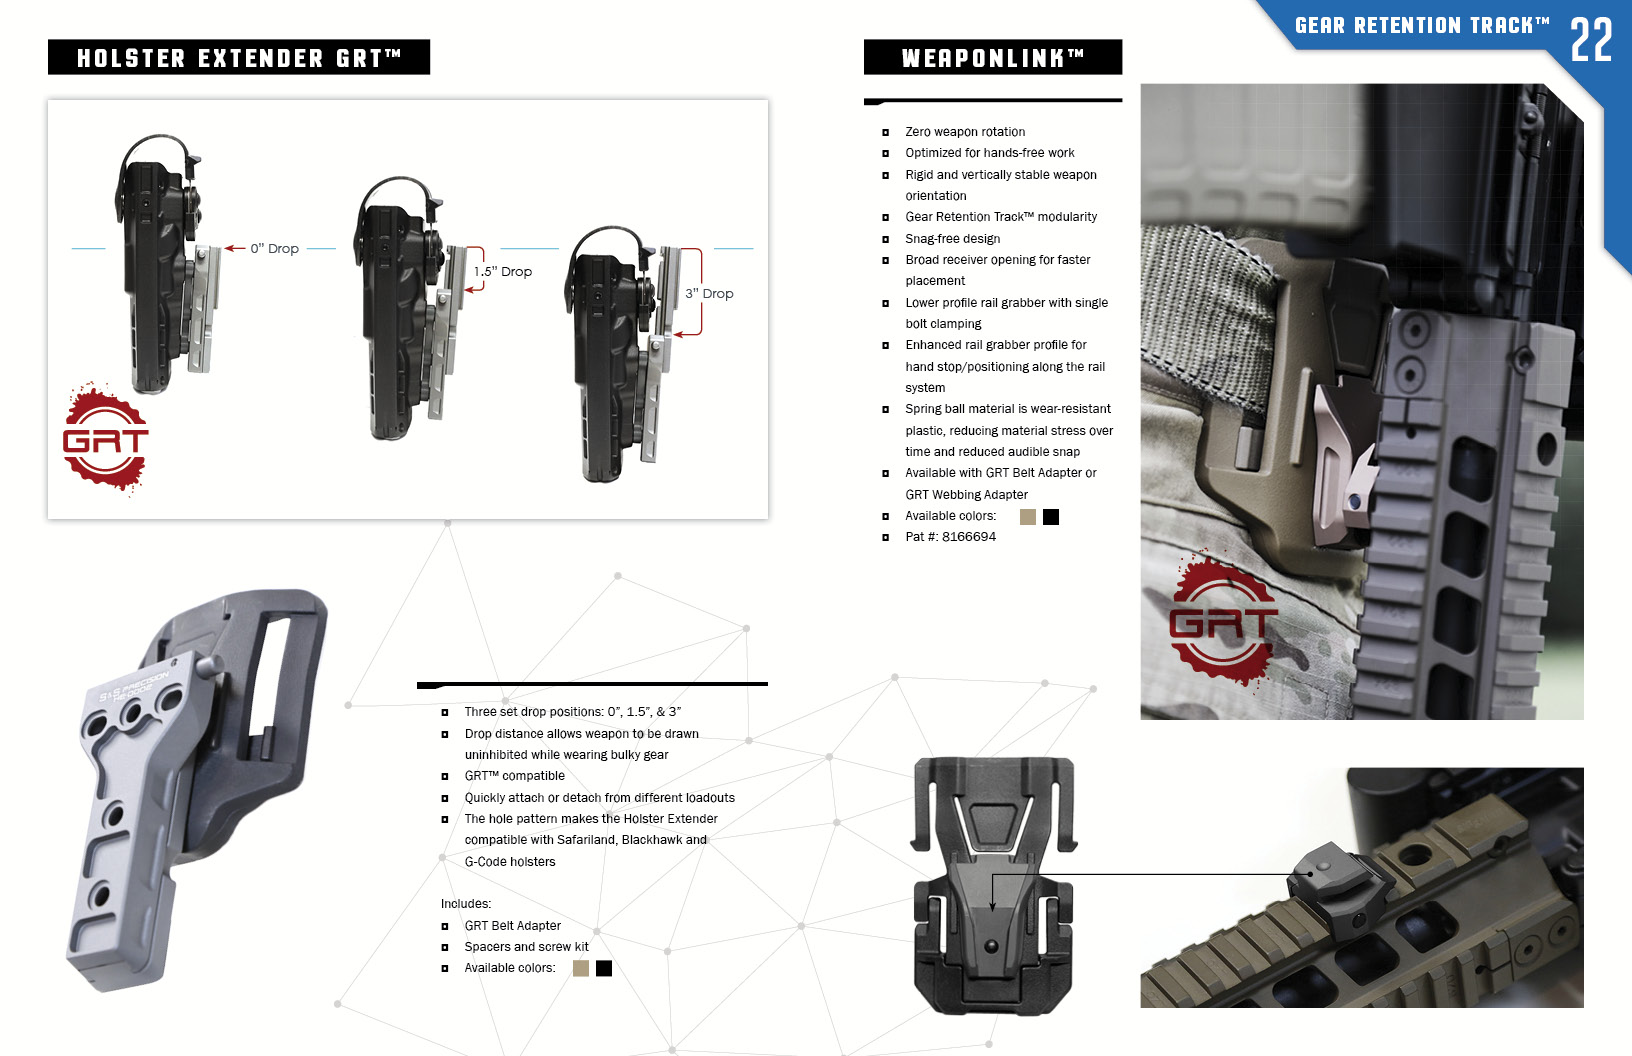 GEAR RETENTION TRACK™ 22
HOLSTER EXTENDER GRT™
0” Drop
1.5” Drop
3” Drop
GRT
S&S PRECISION
Three set drop positions: 0”, 1.5”, & 3”
Drop distance allows weapon to be drawn
uninhibited while wearing bulky gear
GRT™ compatible
Quickly attach or detach from different loadouts
The hole pattern makes the Holster Extender
compatible with Safariland, Blackhawk and
G-Code holsters
Includes:
GRT Belt Adapter
Spacers and screw kit
Available colors:
WEAPONLINK™
Zero weapon rotation
Optimized for hands-free work
Rigid and vertically stable weapon
orientation
Gear Retention Track™ modularity
Snag-free design
Broad receiver opening for faster
placement
Lower profile rail grabber with single
bolt clamping
Enhanced rail grabber profile for
hand stop/positioning along the rail
system
Spring ball material is wear-resistant
plastic, reducing material stress over
time and reduced audible snap
Available with GRT Belt Adapter or
GRT Webbing Adapter
Available colors:
Pat #: 8166694
GRT